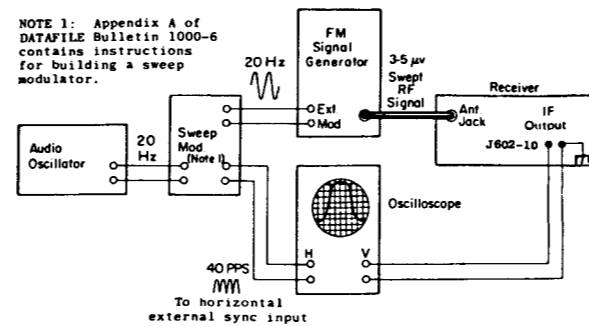 NOTE 1: Appendix A of
DATAFILE Bulletin 1000-6
contains instructions
for building a sweep
modulator.
FM
Signal
Generator
20 Hz
Ext.
Mod
3-5 μv
Swept
RF
Signal
Receiver
Ant.
Jack
IF
Output
J602-10
Audio
Oscillator
20
Hz
Sweep
Mod.
(Note 1)
Oscilloscope
H
V
40 PPS
To horizontal
external sync input